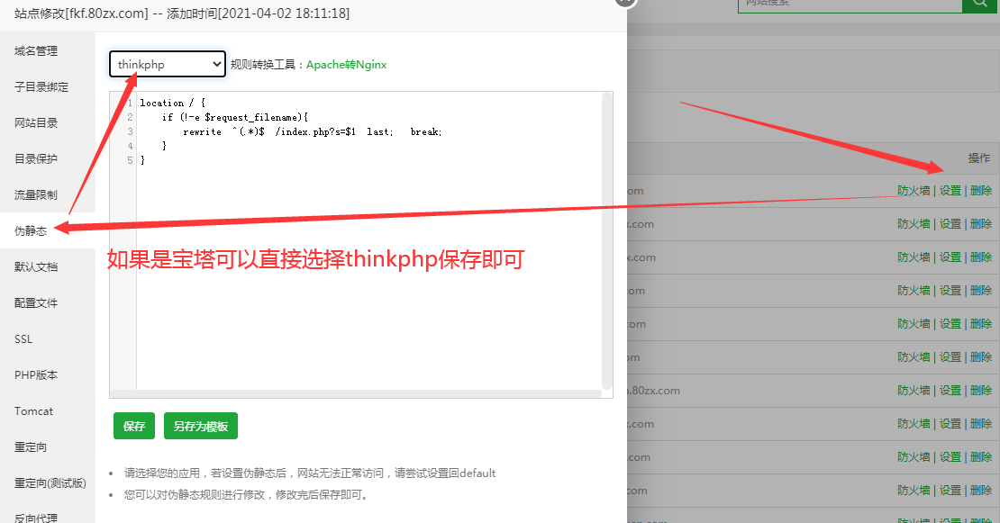 站点修改[fkf.80zx.com] -- 添加时间[2021-04-02 18:11:18]
网站搜索
域名管理
子目录绑定
网站目录
目录保护
流量限制
伪静态
默认文档
配置文件
SSL
PHP版本
Tomcat
重定向
重定向(测试版)
反向代理
thinkphp 规则转换工具：Apache转Nginx
1 location / {
2 if (!-e $request_filename){
3 rewrite ^(.*)$ /index.php?s=$1 last; break;
4 }
5 }
如果是宝塔可以直接选择thinkphp保存即可
保存 另存为模板
请选择您的应用，若设置伪静态后，网站无法正常访问，请尝试设置回default
您可以对伪静态规则进行修改，修改完后保存即可。
操作
om 防火墙 | 设置 | 删除
.com 防火墙 | 设置 | 删除
x.com 防火墙 | 设置 | 删除
om 防火墙 | 设置 | 删除
com 防火墙 | 设置 | 删除
om 防火墙 | 设置 | 删除
.80zx.com 防火墙 | 设置 | 删除
.com 防火墙 | 设置 | 删除
.com 防火墙 | 设置 | 删除
com 防火墙 | 设置 | 删除
防火墙 | 设置 | 删除